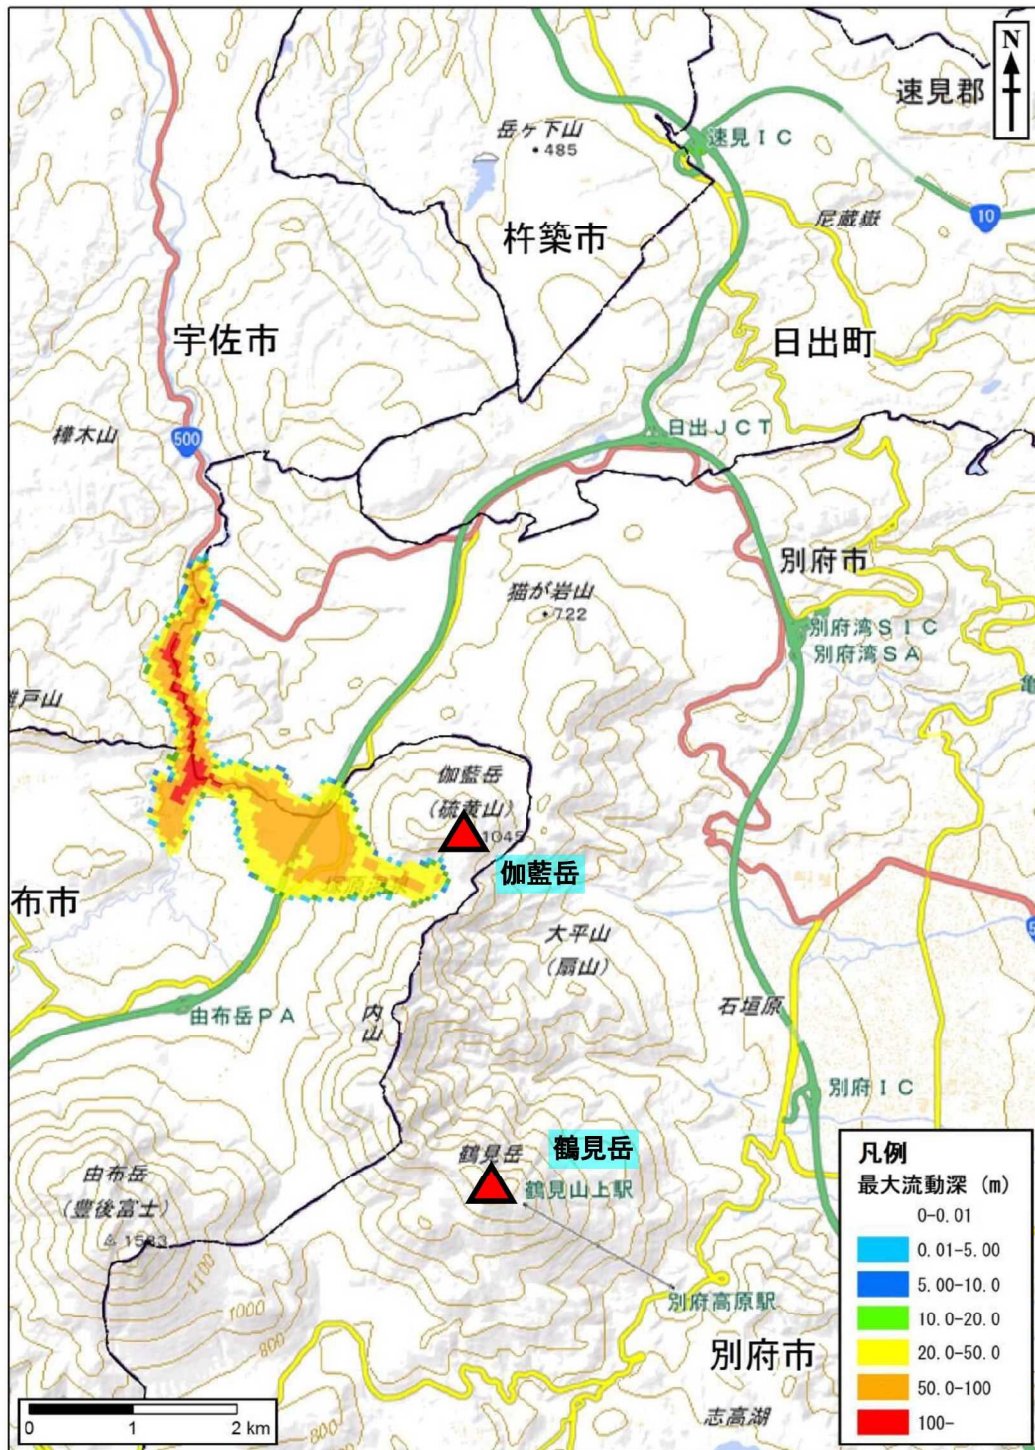 N
速見郡
岳ヶ下山
・485
速見IC
10
尼蔵嶽
杵築市
宇佐市
日出町
樺木山
500
日出JCT
別府市
猫が岩山
・722
別府湾SIC
別府湾SA
亀
戸山
伽藍岳
(硫黄山)
1045
伽藍岳
布市
大平山
(扇山)
由布岳PA
内山
石垣原
別府IC
鶴見岳
鶴見岳
鶴見山上駅
由布岳
(豊後富士)
1583
1100
1000
800
別府高原駅
別府市
志高湖
800
0 1 2 km
凡例
最大流動深 (m)
0-0.01
0.01-5.00
5.00-10.0
10.0-20.0
20.0-50.0
50.0-100
100-